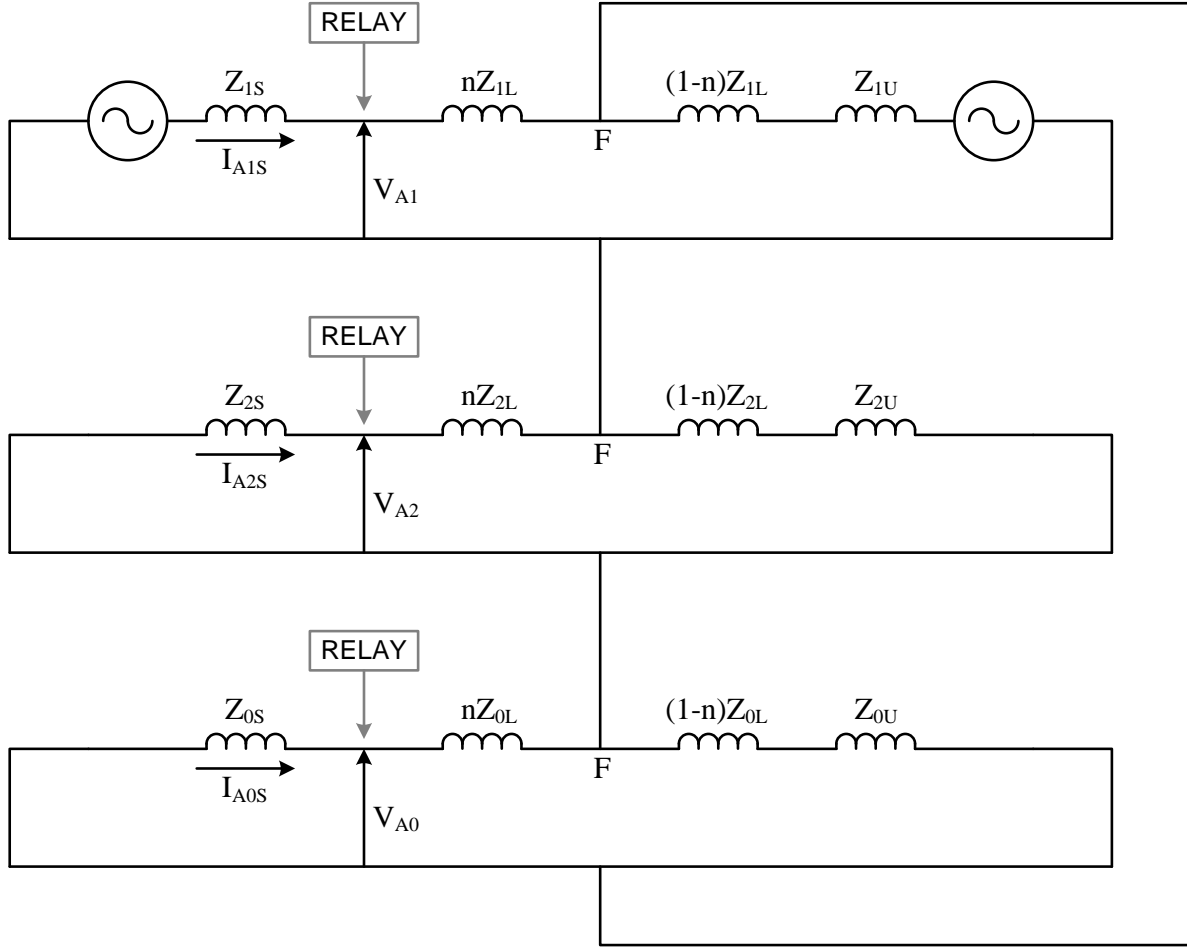 RELAY
Z1S nZ1L (1-n)Z1L Z1U
F
IA1S
VA1
RELAY
Z2S nZ2L (1-n)Z2L Z2U
F
IA2S
VA2
RELAY
Z0S nZ0L (1-n)Z0L Z0U
F
IA0S
VA0